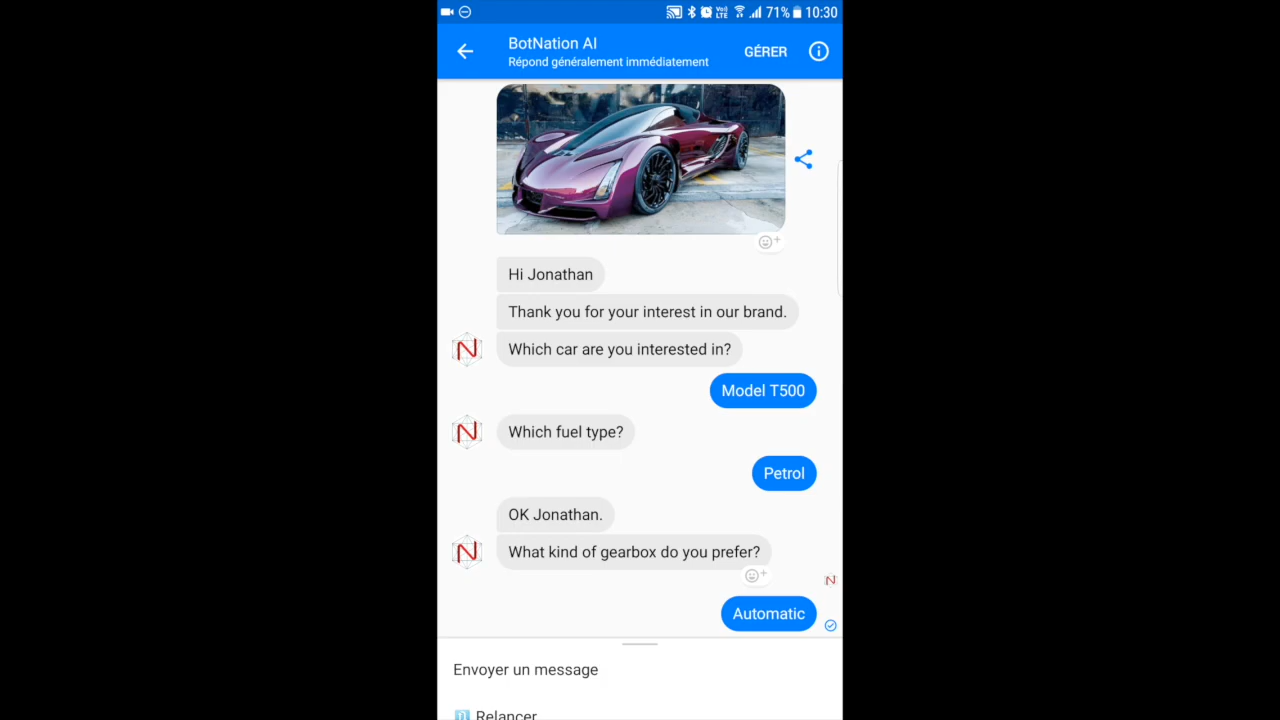 VoJ) LTE 71% 10:30
BotNation AI
Répond généralement immédiatement
GÉRER
Hi Jonathan
Thank you for your interest in our brand.
Which car are you interested in?
Model T500
Which fuel type?
Petrol
OK Jonathan.
What kind of gearbox do you prefer?
Automatic
Envoyer un message
Relancer